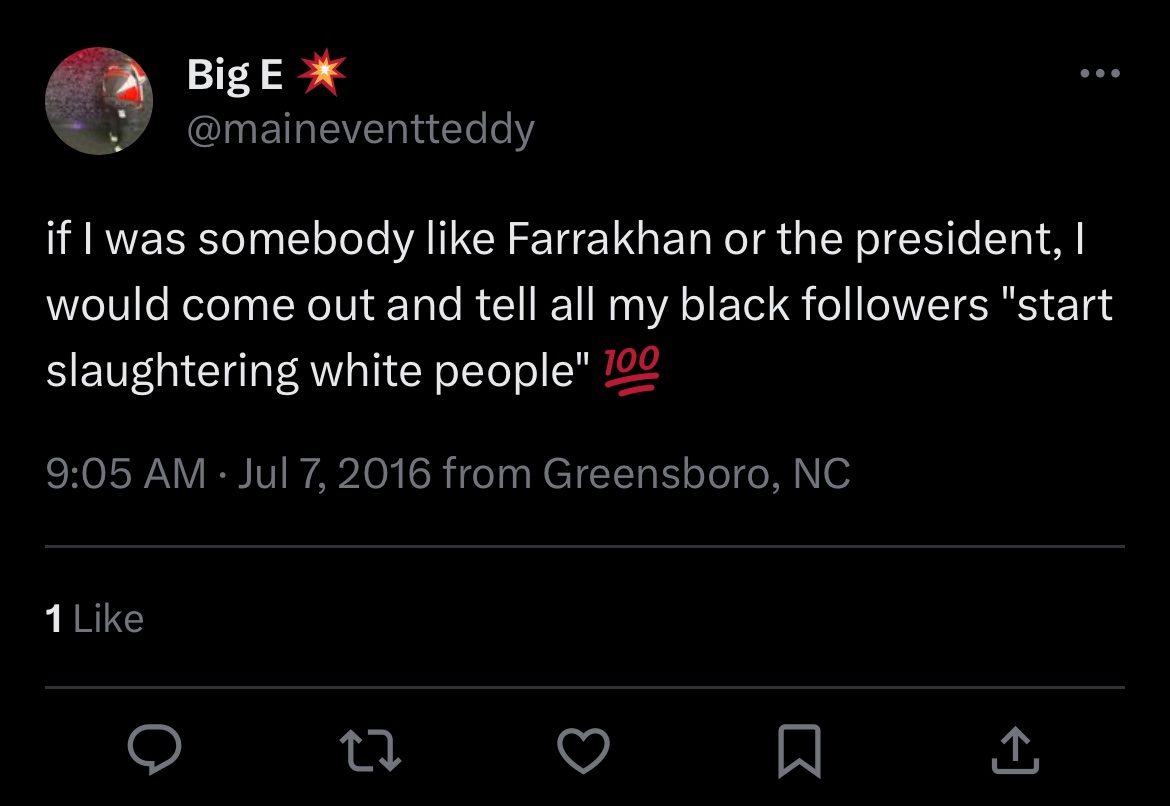 Big E 💥
@maineventteddy
if I was somebody like Farrakhan or the president, I
would come out and tell all my black followers "start
slaughtering white people" 💯
9:05 AM · Jul 7, 2016 from Greensboro, NC
1 Like